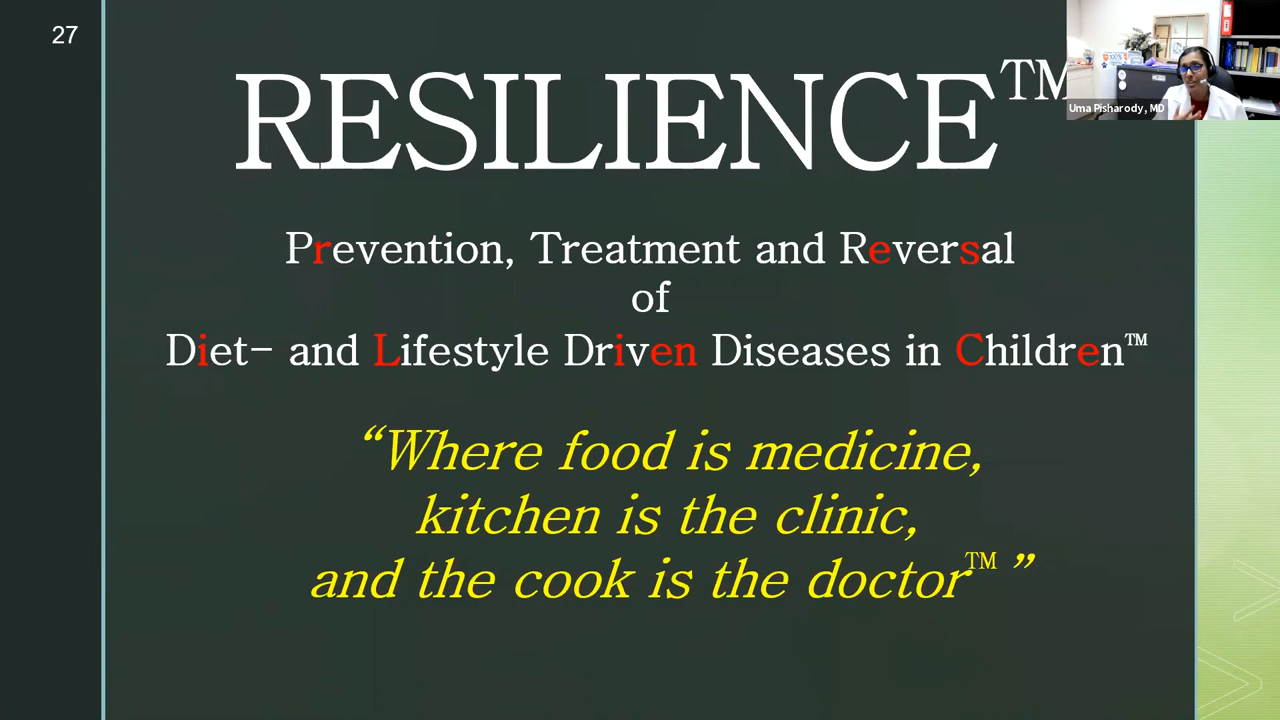 27
RESILIENCE™
Prevention, Treatment and Reversal
of
Diet- and Lifestyle Driven Diseases in Children™
“Where food is medicine,
kitchen is the clinic,
and the cook is the doctor™ ”
Uma Pisharody, MD
100%